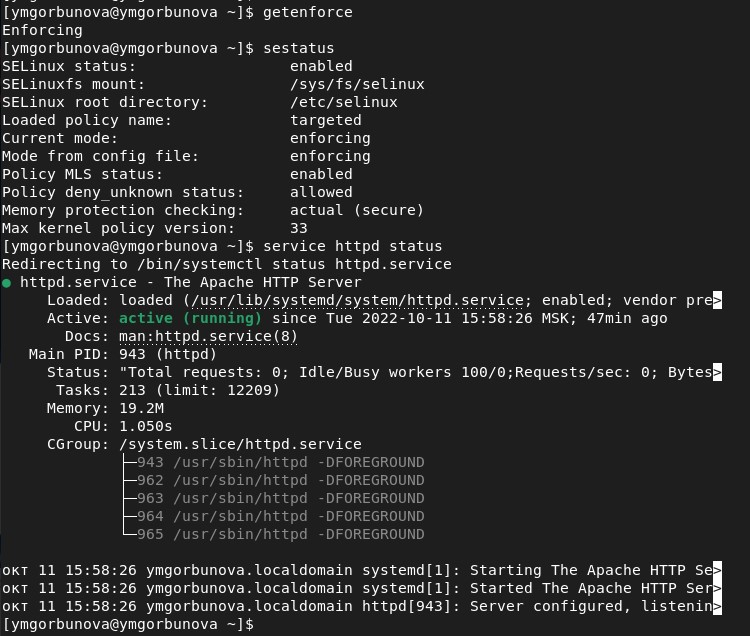 [ymgorbunova@ymgorbunova ~]$ getenforce
Enforcing
[ymgorbunova@ymgorbunova ~]$ sestatus
SELinux status:                 enabled
SELinuxfs mount:                /sys/fs/selinux
SELinux root directory:         /etc/selinux
Loaded policy name:             targeted
Current mode:                   enforcing
Mode from config file:          enforcing
Policy MLS status:              enabled
Policy deny_unknown status:     allowed
Memory protection checking:     actual (secure)
Max kernel policy version:      33
[ymgorbunova@ymgorbunova ~]$ service httpd status
Redirecting to /bin/systemctl status httpd.service
● httpd.service - The Apache HTTP Server
     Loaded: loaded (/usr/lib/systemd/system/httpd.service; enabled; vendor pre>
     Active: active (running) since Tue 2022-10-11 15:58:26 MSK; 47min ago
       Docs: man:httpd.service(8)
   Main PID: 943 (httpd)
     Status: "Total requests: 0; Idle/Busy workers 100/0;Requests/sec: 0; Bytes>
      Tasks: 213 (limit: 12209)
     Memory: 19.2M
        CPU: 1.050s
     CGroup: /system.slice/httpd.service
             ├─943 /usr/sbin/httpd -DFOREGROUND
             ├─962 /usr/sbin/httpd -DFOREGROUND
             ├─963 /usr/sbin/httpd -DFOREGROUND
             ├─964 /usr/sbin/httpd -DFOREGROUND
             └─965 /usr/sbin/httpd -DFOREGROUND
окт 11 15:58:26 ymgorbunova.localdomain systemd[1]: Starting The Apache HTTP Se>
окт 11 15:58:26 ymgorbunova.localdomain systemd[1]: Started The Apache HTTP Ser>
окт 11 15:58:26 ymgorbunova.localdomain httpd[943]: Server configured, listenin>
[ymgorbunova@ymgorbunova ~]$